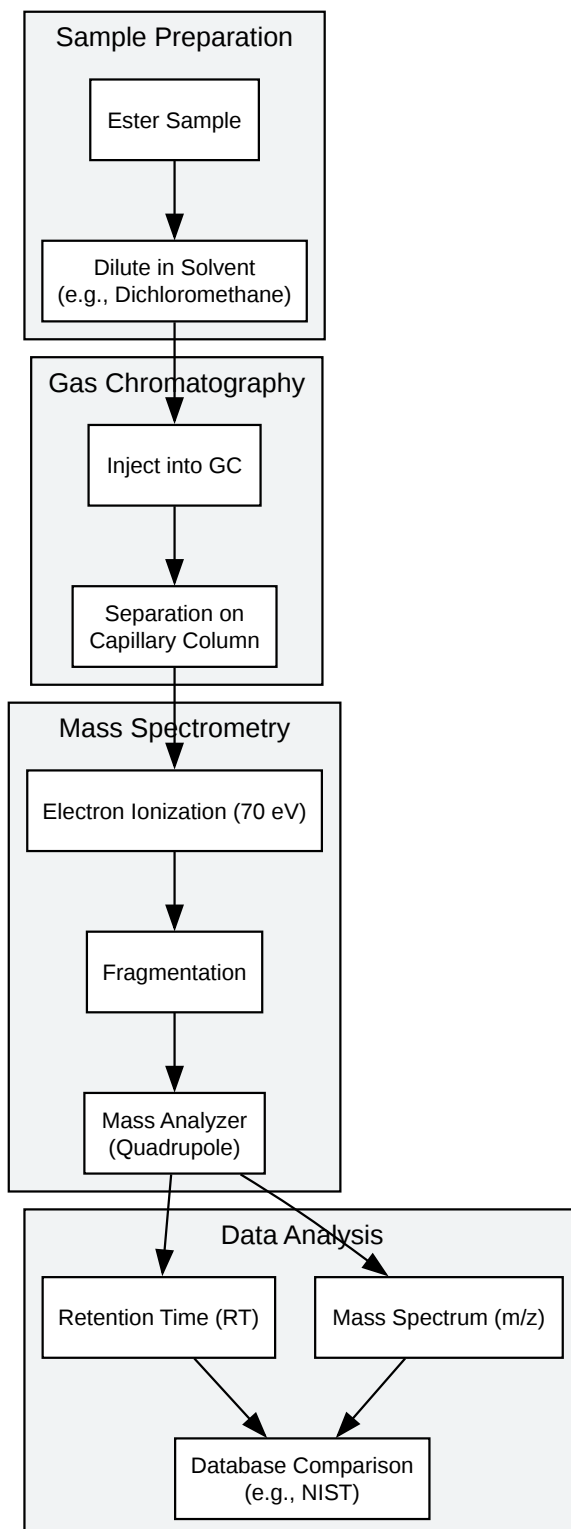 Sample Preparation
Ester Sample
Dilute in Solvent
(e.g., Dichloromethane)
Gas Chromatography
Inject into GC
Separation on
Capillary Column
Mass Spectrometry
Electron Ionization (70 eV)
Fragmentation
Mass Analyzer
(Quadrupole)
Data Analysis
Retention Time (RT)
Mass Spectrum (m/z)
Database Comparison
(e.g., NIST)